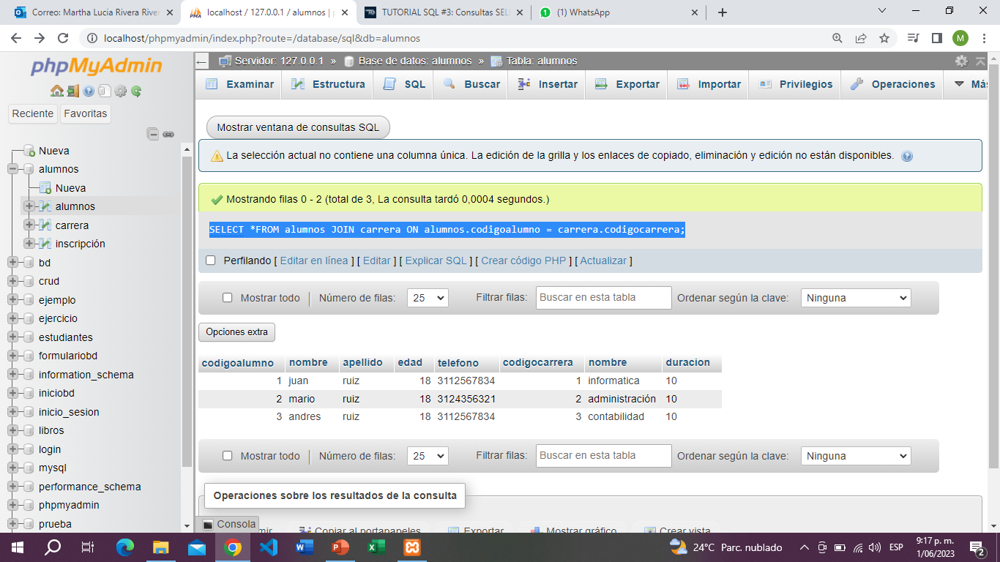 Correo: Martha Lucia Rivera River
localhost / 127.0.0.1 / alumnos | p
TUTORIAL SQL #3: Consultas SEL
(1) WhatsApp
localhost/phpmyadmin/index.php?route=/database/sql&db=alumnos
M
phpMyAdmin
Reciente Favoritas
Nueva
alumnos
Nueva
alumnos
carrera
inscripción
bd
crud
ejemplo
ejercicio
estudiantes
formulariobd
information_schema
iniciobd
inicio_sesion
libros
login
mysql
performance_schema
phpmyadmin
prueba
Servidor: 127.0.0.1 » Base de datos: alumnos » Tabla: alumnos
Examinar Estructura SQL Buscar Insertar Exportar Importar Privilegios Operaciones Más
Mostrar ventana de consultas SQL
La selección actual no contiene una columna única. La edición de la grilla y los enlaces de copiado, eliminación y edición no están disponibles.
Mostrando filas 0 - 2 (total de 3, La consulta tardó 0,0004 segundos.)
SELECT *FROM alumnos JOIN carrera ON alumnos.codigoalumno = carrera.codigocarrera;
Perfilando [ Editar en línea ] [ Editar ] [ Explicar SQL ] [ Crear código PHP ] [ Actualizar ]
Mostrar todo Número de filas: 25 Filtrar filas: Buscar en esta tabla Ordenar según la clave: Ninguna
Opciones extra
codigoalumno nombre apellido edad telefono codigocarrera nombre duracion
1 juan ruiz 18 3112567834 1 informatica 10
2 mario ruiz 18 3124356321 2 administración 10
3 andres ruiz 18 3112567834 3 contabilidad 10
Mostrar todo Número de filas: 25 Filtrar filas: Buscar en esta tabla Ordenar según la clave: Ninguna
Operaciones sobre los resultados de la consulta
Consola
Copiar al portapapeles Exportar Mostrar gráfico Crear vista
24°C Parc. nublado
ESP
9:17 p. m.
1/06/2023
2